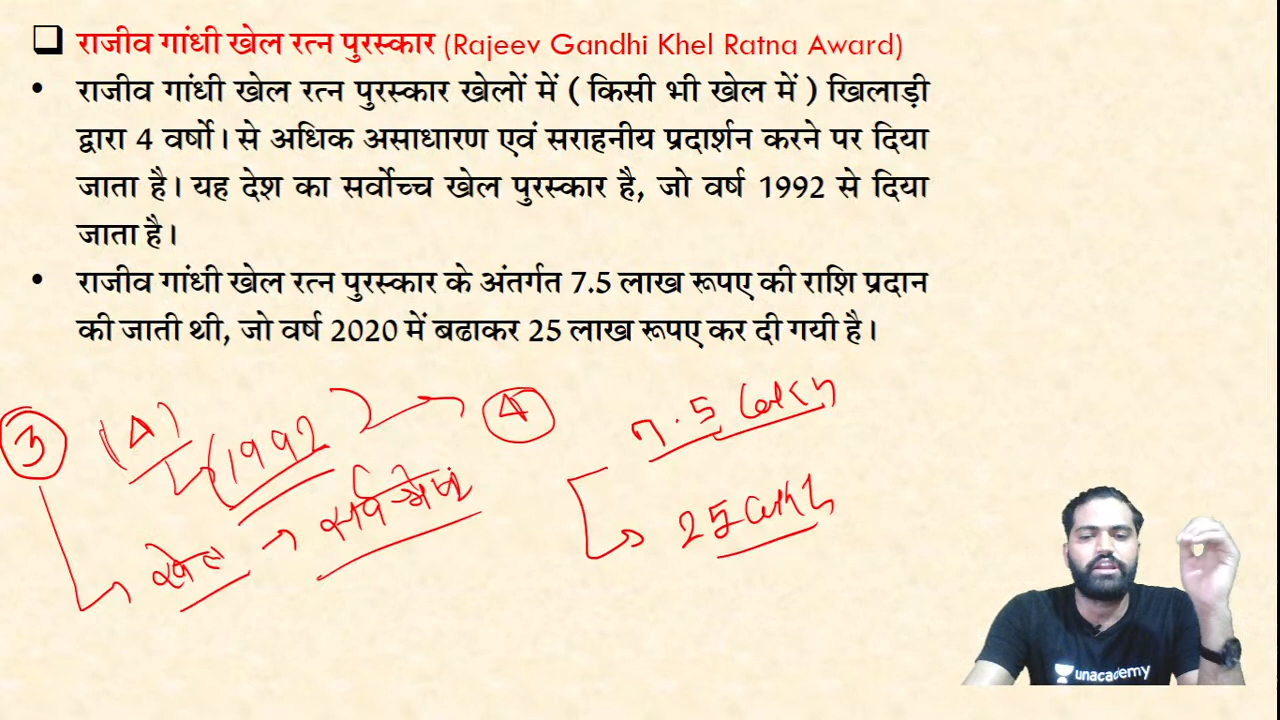 राजीव गांधी खेल रत्न पुरस्कार (Rajeev Gandhi Khel Ratna Award)
राजीव गांधी खेल रत्न पुरस्कार खेलों में ( किसी भी खेल में ) खिलाड़ी
द्वारा 4 वर्षो। से अधिक असाधारण एवं सराहनीय प्रदार्शन करने पर दिया
जाता है। यह देश का सर्वोच्च खेल पुरस्कार है, जो वर्ष 1992 से दिया
जाता है।
राजीव गांधी खेल रत्न पुरस्कार के अंतर्गत 7.5 लाख रूपए की राशि प्रदान
की जाती थी, जो वर्ष 2020 में बढाकर 25 लाख रूपए कर दी गयी है।
3
1992
4
7.5 लाख
खेल → सर्वश्रेष्ठ
25 लाख
unacademy